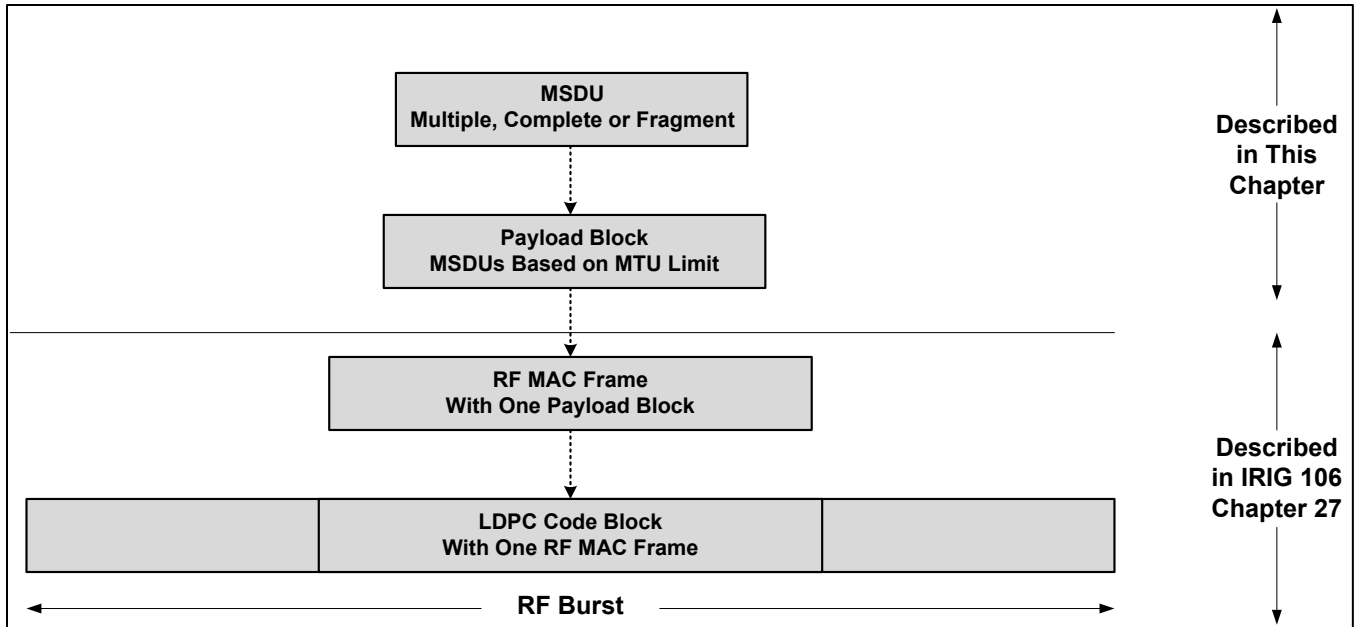 MSDU
Multiple, Complete or Fragment
Described
in This
Chapter
Payload Block
MSDUs Based on MTU Limit
RF MAC Frame
With One Payload Block
Described
in IRIG 106
Chapter 27
LDPC Code Block
With One RF MAC Frame
RF Burst